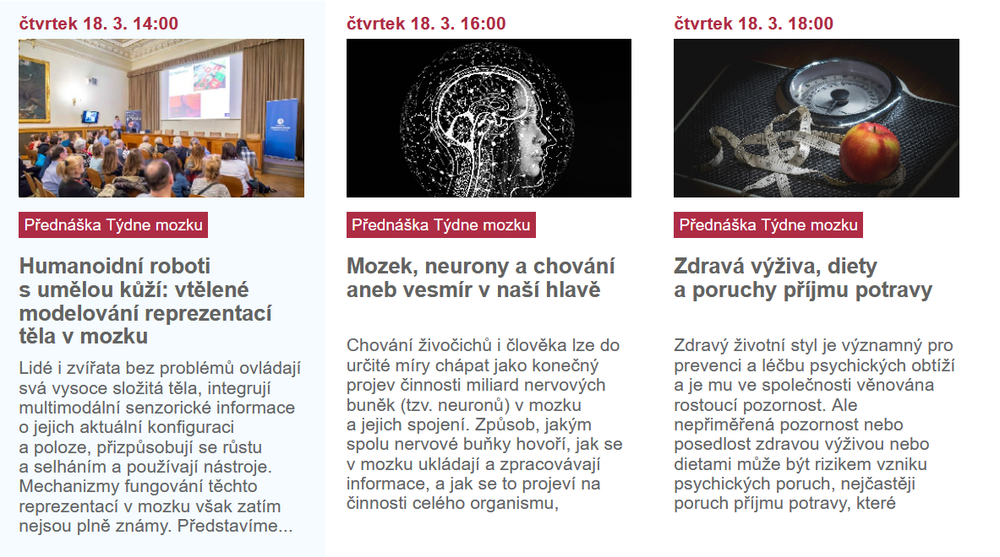 čtvrtek 18. 3. 14:00
Přednáška Týdne mozku
Humanoidní roboti
s umělou kůží: vtělené
modelování reprezentací
těla v mozku
Lidé i zvířata bez problémů ovládají
svá vysoce složitá těla, integrují
multimodální senzorické informace
o jejich aktuální konfiguraci
a poloze, přizpůsobují se růstu
a selháním a používají nástroje.
Mechanizmy fungování těchto
reprezentací v mozku však zatím
nejsou plně známy. Představíme...
čtvrtek 18. 3. 16:00
Přednáška Týdne mozku
Mozek, neurony a chování
aneb vesmír v naší hlavě
Chování živočichů i člověka lze do
určité míry chápat jako konečný
projev činnosti miliard nervových
buněk (tzv. neuronů) v mozku
a jejich spojení. Způsob, jakým
spolu nervové buňky hovoří, jak se
v mozku ukládají a zpracovávají
informace, a jak se to projeví na
činnosti celého organismu,
čtvrtek 18. 3. 18:00
Přednáška Týdne mozku
Zdravá výživa, diety
a poruchy příjmu potravy
Zdravý životní styl je významný pro
prevenci a léčbu psychických obtíží
a je mu ve společnosti věnována
rostoucí pozornost. Ale
nepřiměřená pozornost nebo
posedlost zdravou výživou nebo
dietami může být rizikem vzniku
psychických poruch, nejčastěji
poruch příjmu potravy, které